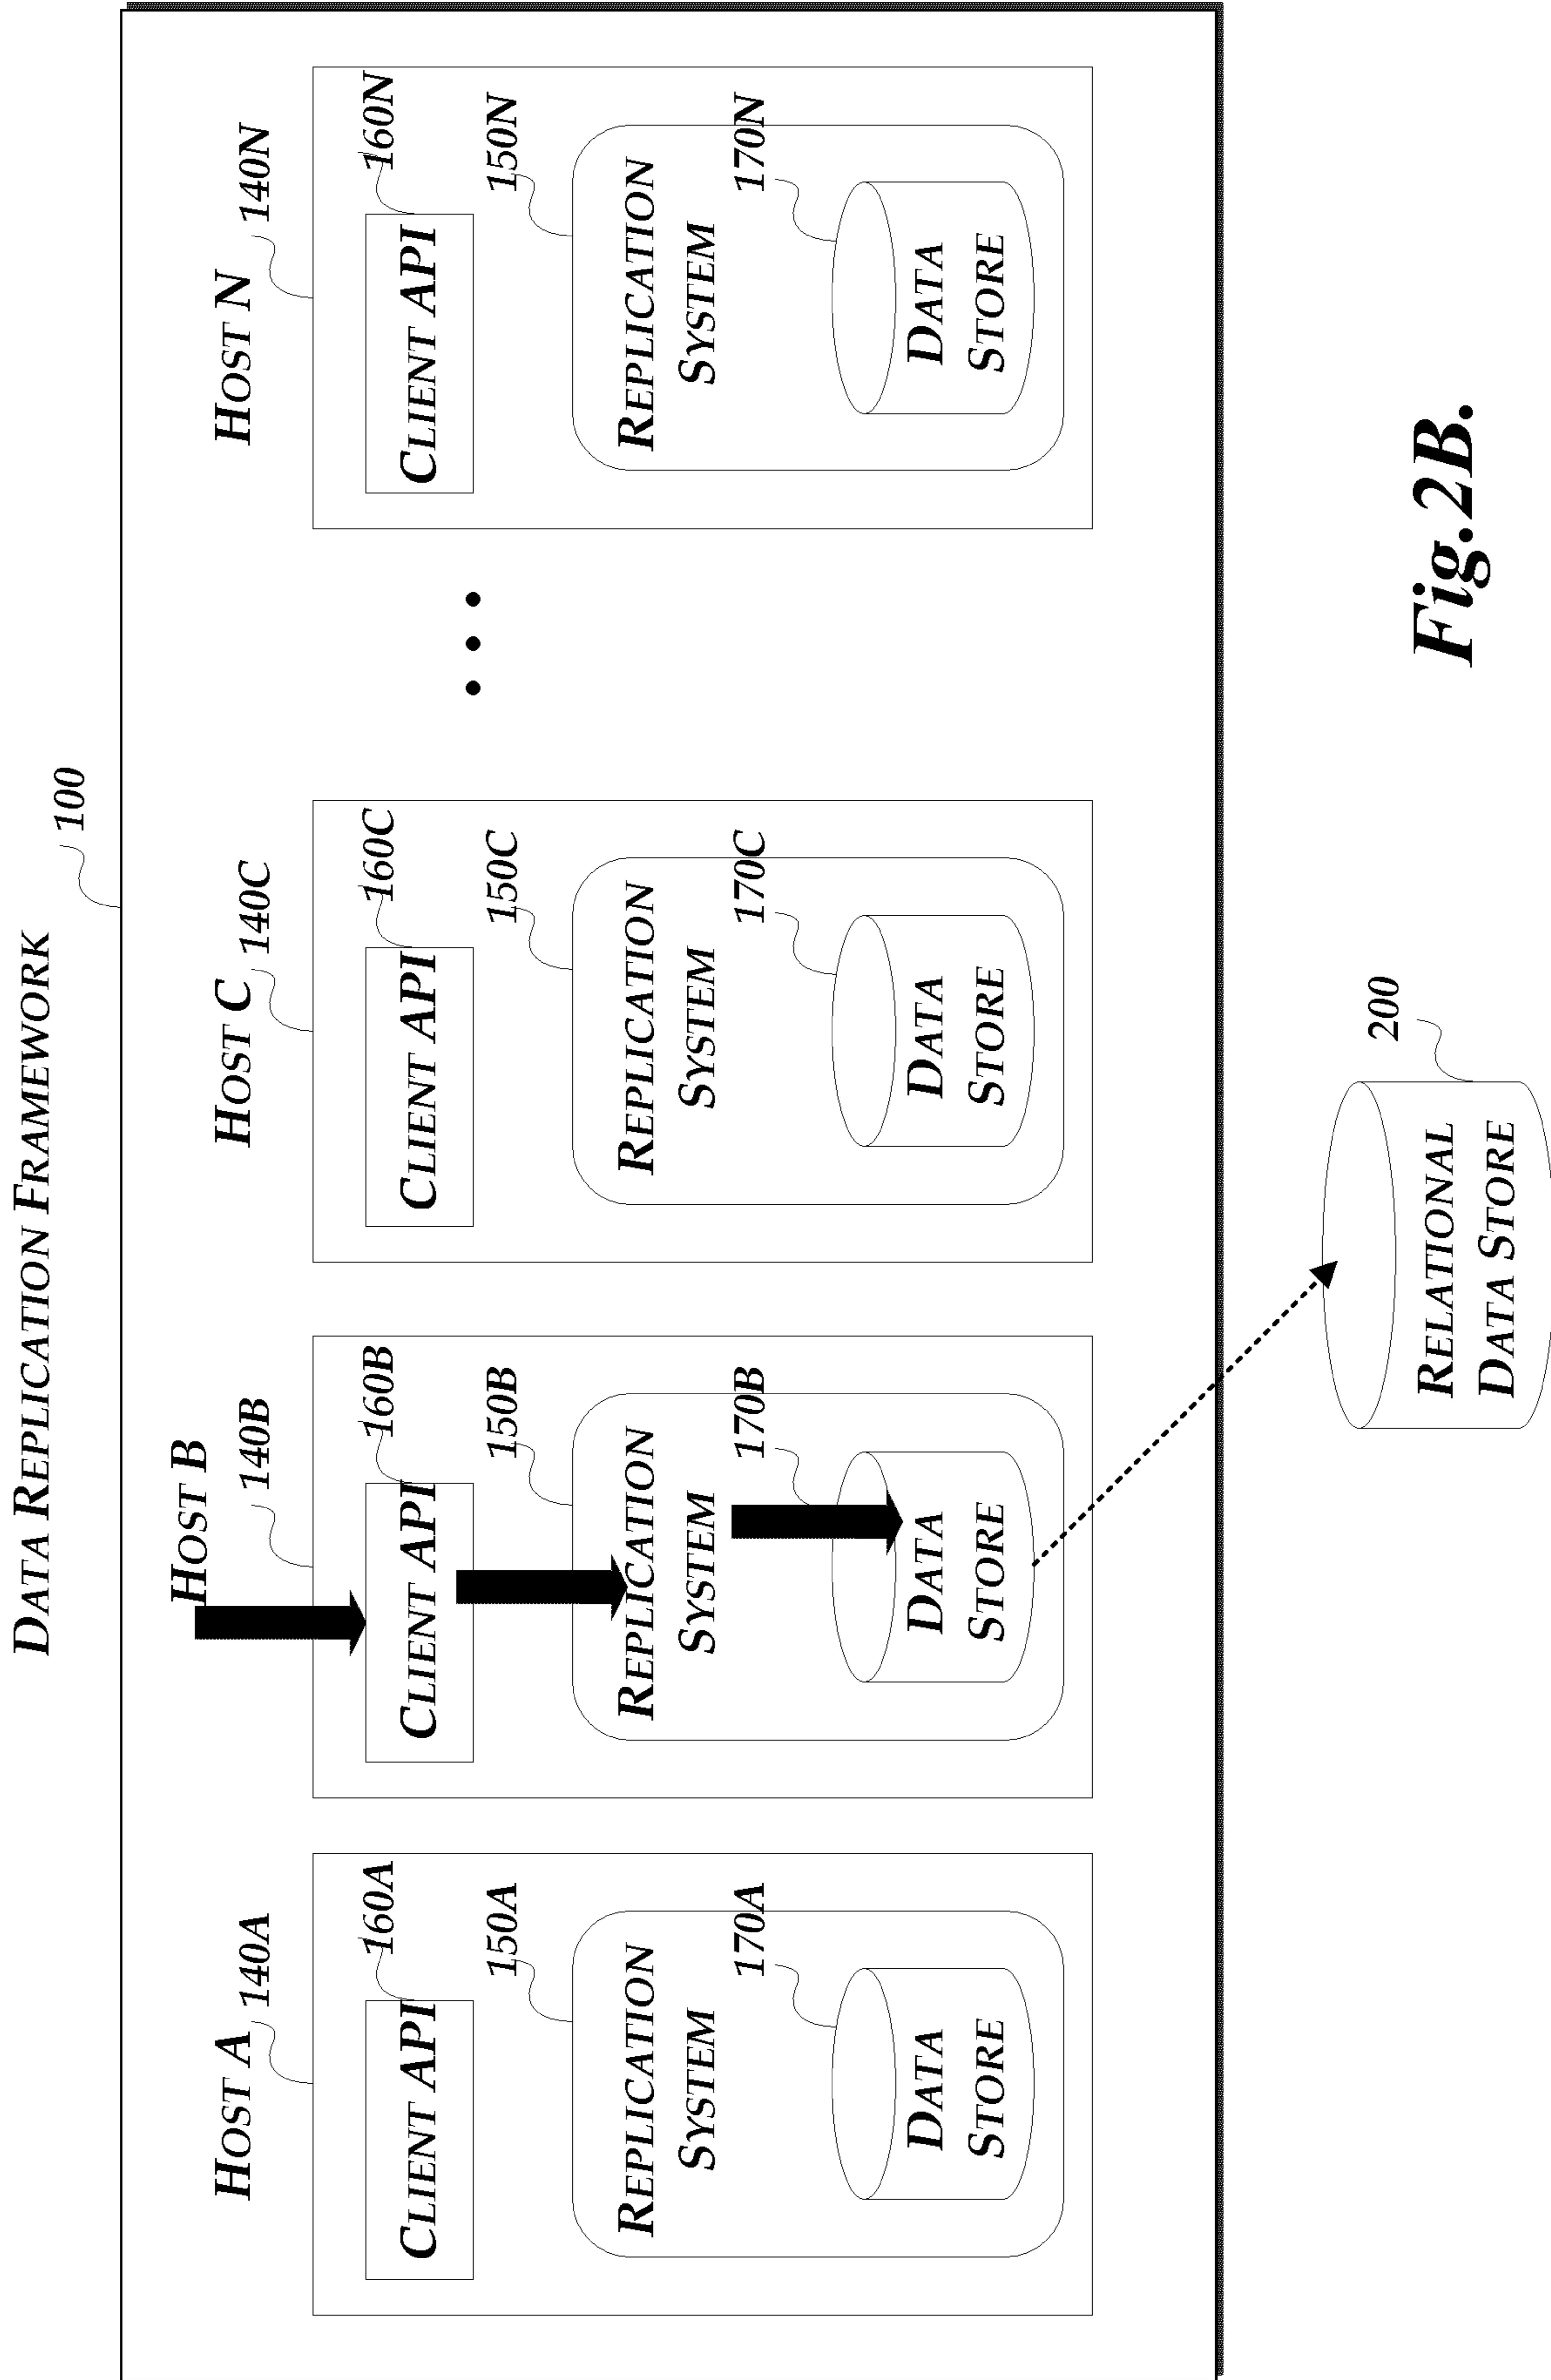 DATA REPLICATION FRAMEWORK
100
HOST A
140A
160A
CLIENT API
150A
REPLICATION
SYSTEM
170A
DATA
STORE
HOST B
140B
160B
CLIENT API
150B
REPLICATION
SYSTEM
170B
DATA
STORE
HOST C
140C
160C
CLIENT API
150C
REPLICATION
SYSTEM
170C
DATA
STORE
HOST N
140N
160N
CLIENT API
150N
REPLICATION
SYSTEM
170N
DATA
STORE
200
RELATIONAL
DATA STORE
Fig.2B.